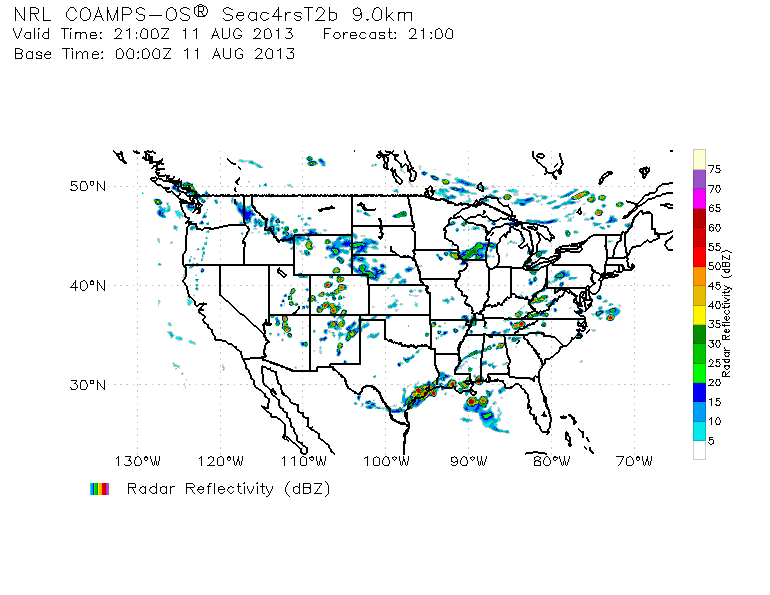 NRL COAMPS-OS® Seac4rsT2b 9.0km
Valid Time: 21:00Z 11 AUG 2013 Forecast: 21:00
Base Time: 00:00Z 11 AUG 2013
50°N
40°N
30°N
130°W 120°W 110°W 100°W 90°W 80°W 70°W
75
70
65
60
55
50
45
40
35
30
25
20
15
10
5
Radar Reflectivity (dBZ)
Radar Reflectivity (dBZ)